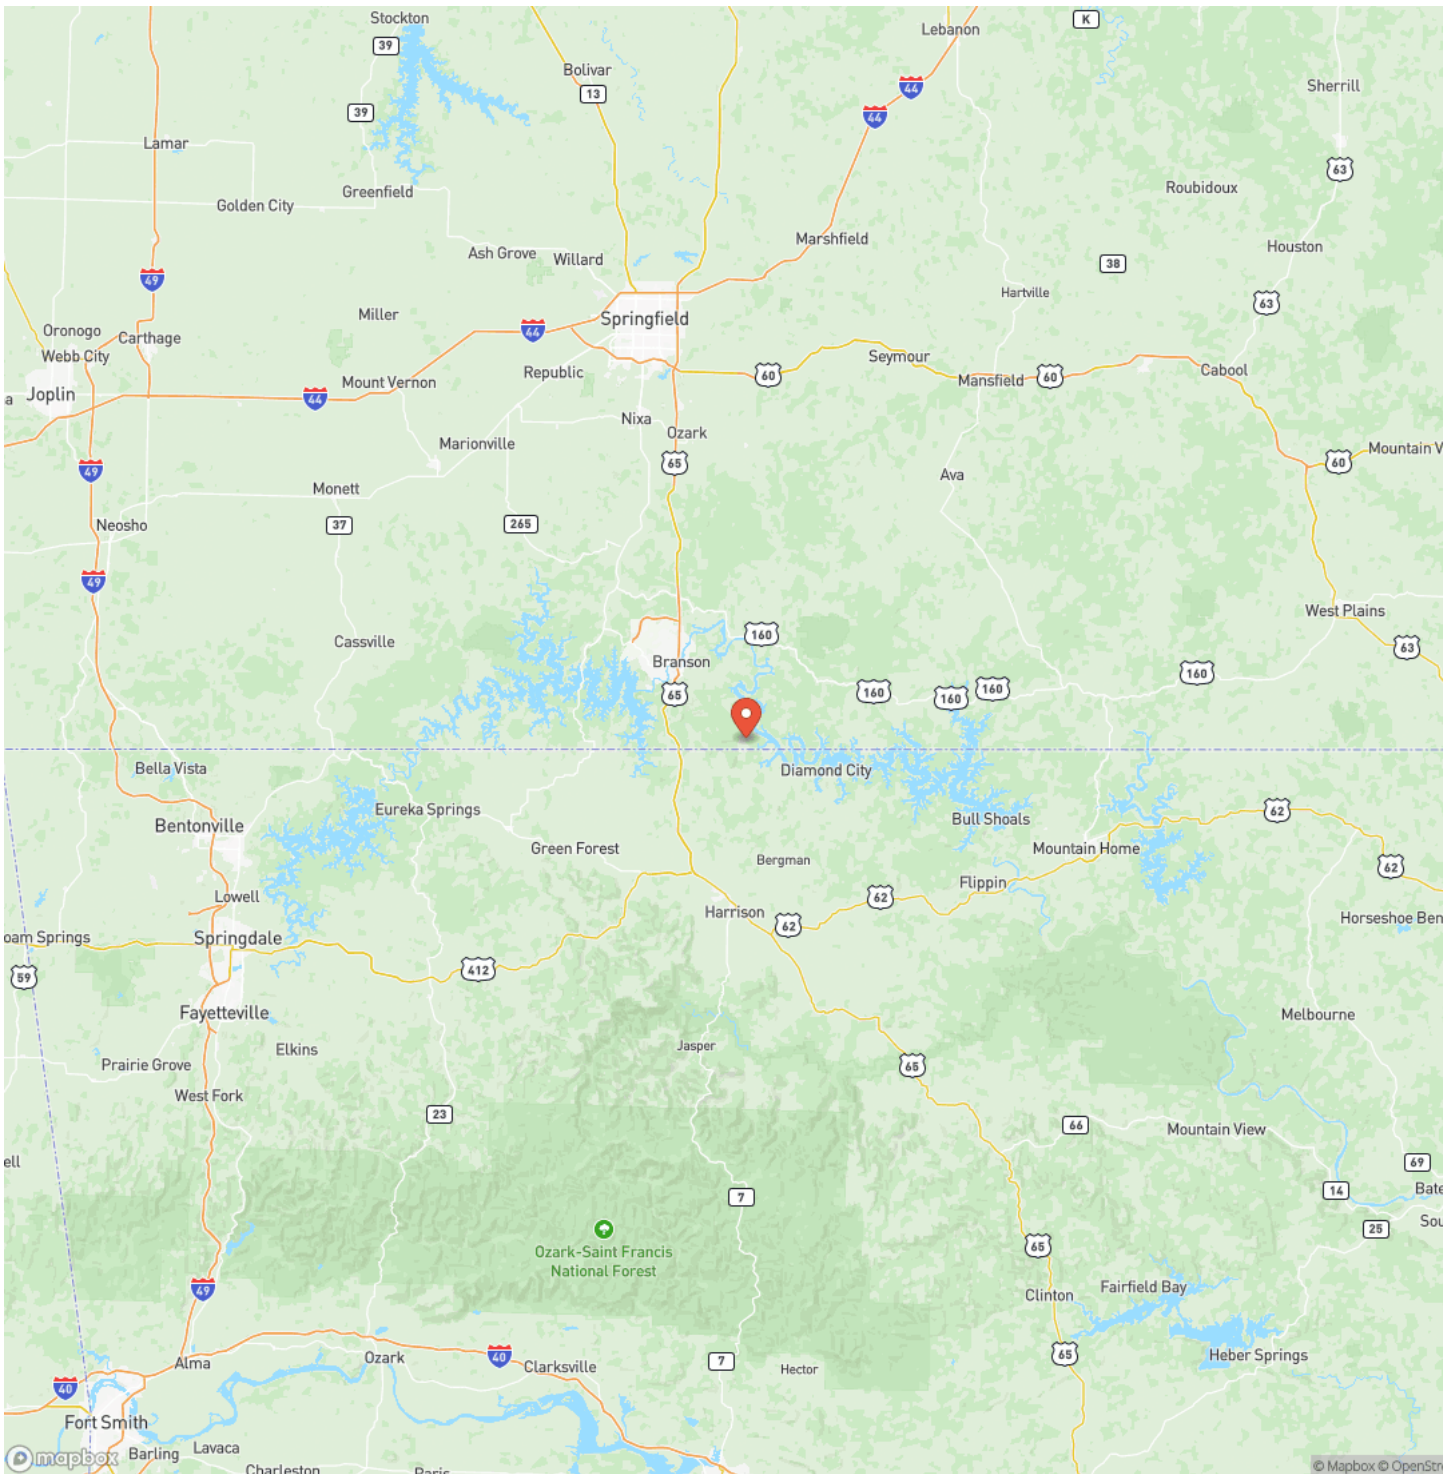 Stockton
Lebanon
K
39
Bolivar
13
44
Sherrill
39
44
Lamar
63
Greenfield
Roubidoux
Golden City
Marshfield
Houston
Ash Grove
Willard
38
49
Hartville
63
Miller
Springfield
Oronogo
Carthage
44
Webb City
Seymour
Republic
60
Mansfield
60
Cabool
Mount Vernon
Joplin
a
44
Nixa
Ozark
Marionville
Mountain V
49
65
60
Ava
Monett
Neosho
37
265
49
West Plains
Cassville
160
63
Branson
160
65
160
160
160
Bella Vista
Diamond City
Eureka Springs
62
Bentonville
Bull Shoals
Green Forest
Mountain Home
Bergman
62
Lowell
62
Flippin
Harrison
Horseshoe Ben
62
oam Springs
Springdale
59
412
Fayetteville
Melbourne
Elkins
Jasper
Prairie Grove
65
West Fork
23
66
Mountain View
ell
69
7
14
Bate
25
Sou
Ozark-Saint Francis
National Forest
65
49
Clinton
Fairfield Bay
40
65
Heber Springs
Alma
Ozark
Clarksville
7
Hector
40
Fort Smith
Lavaca
Barling
mapbox
Charleston
Paris
© Mapbox © OpenStr